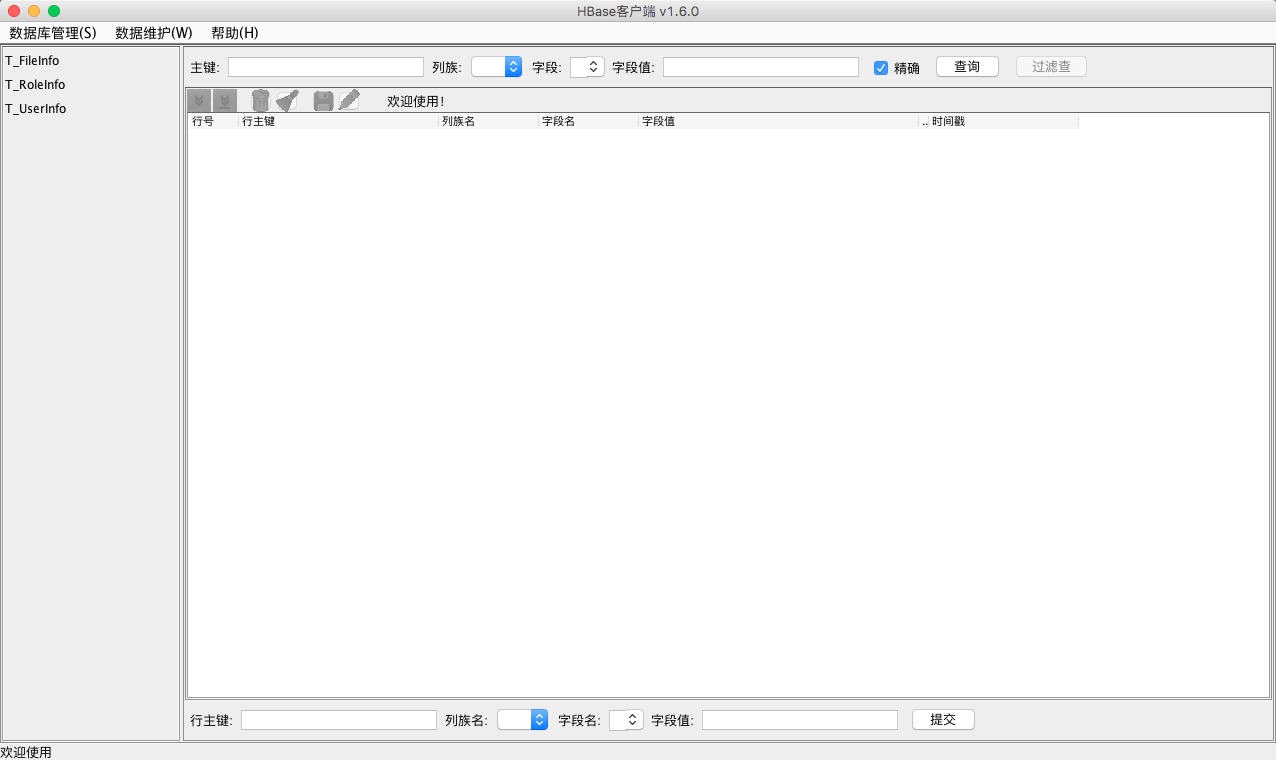 HBase客户端 v1.6.0
数据库管理(S) 数据维护(W) 帮助(H)
T_FileInfo
T_RoleInfo
T_UserInfo
主键: 列族: 字段: 字段值: 精确 查询 过滤查
欢迎使用!
行号 行主键 列族名 字段名 字段值 .. 时间戳
行主键: 列族名: 字段名: 字段值: 提交
欢迎使用